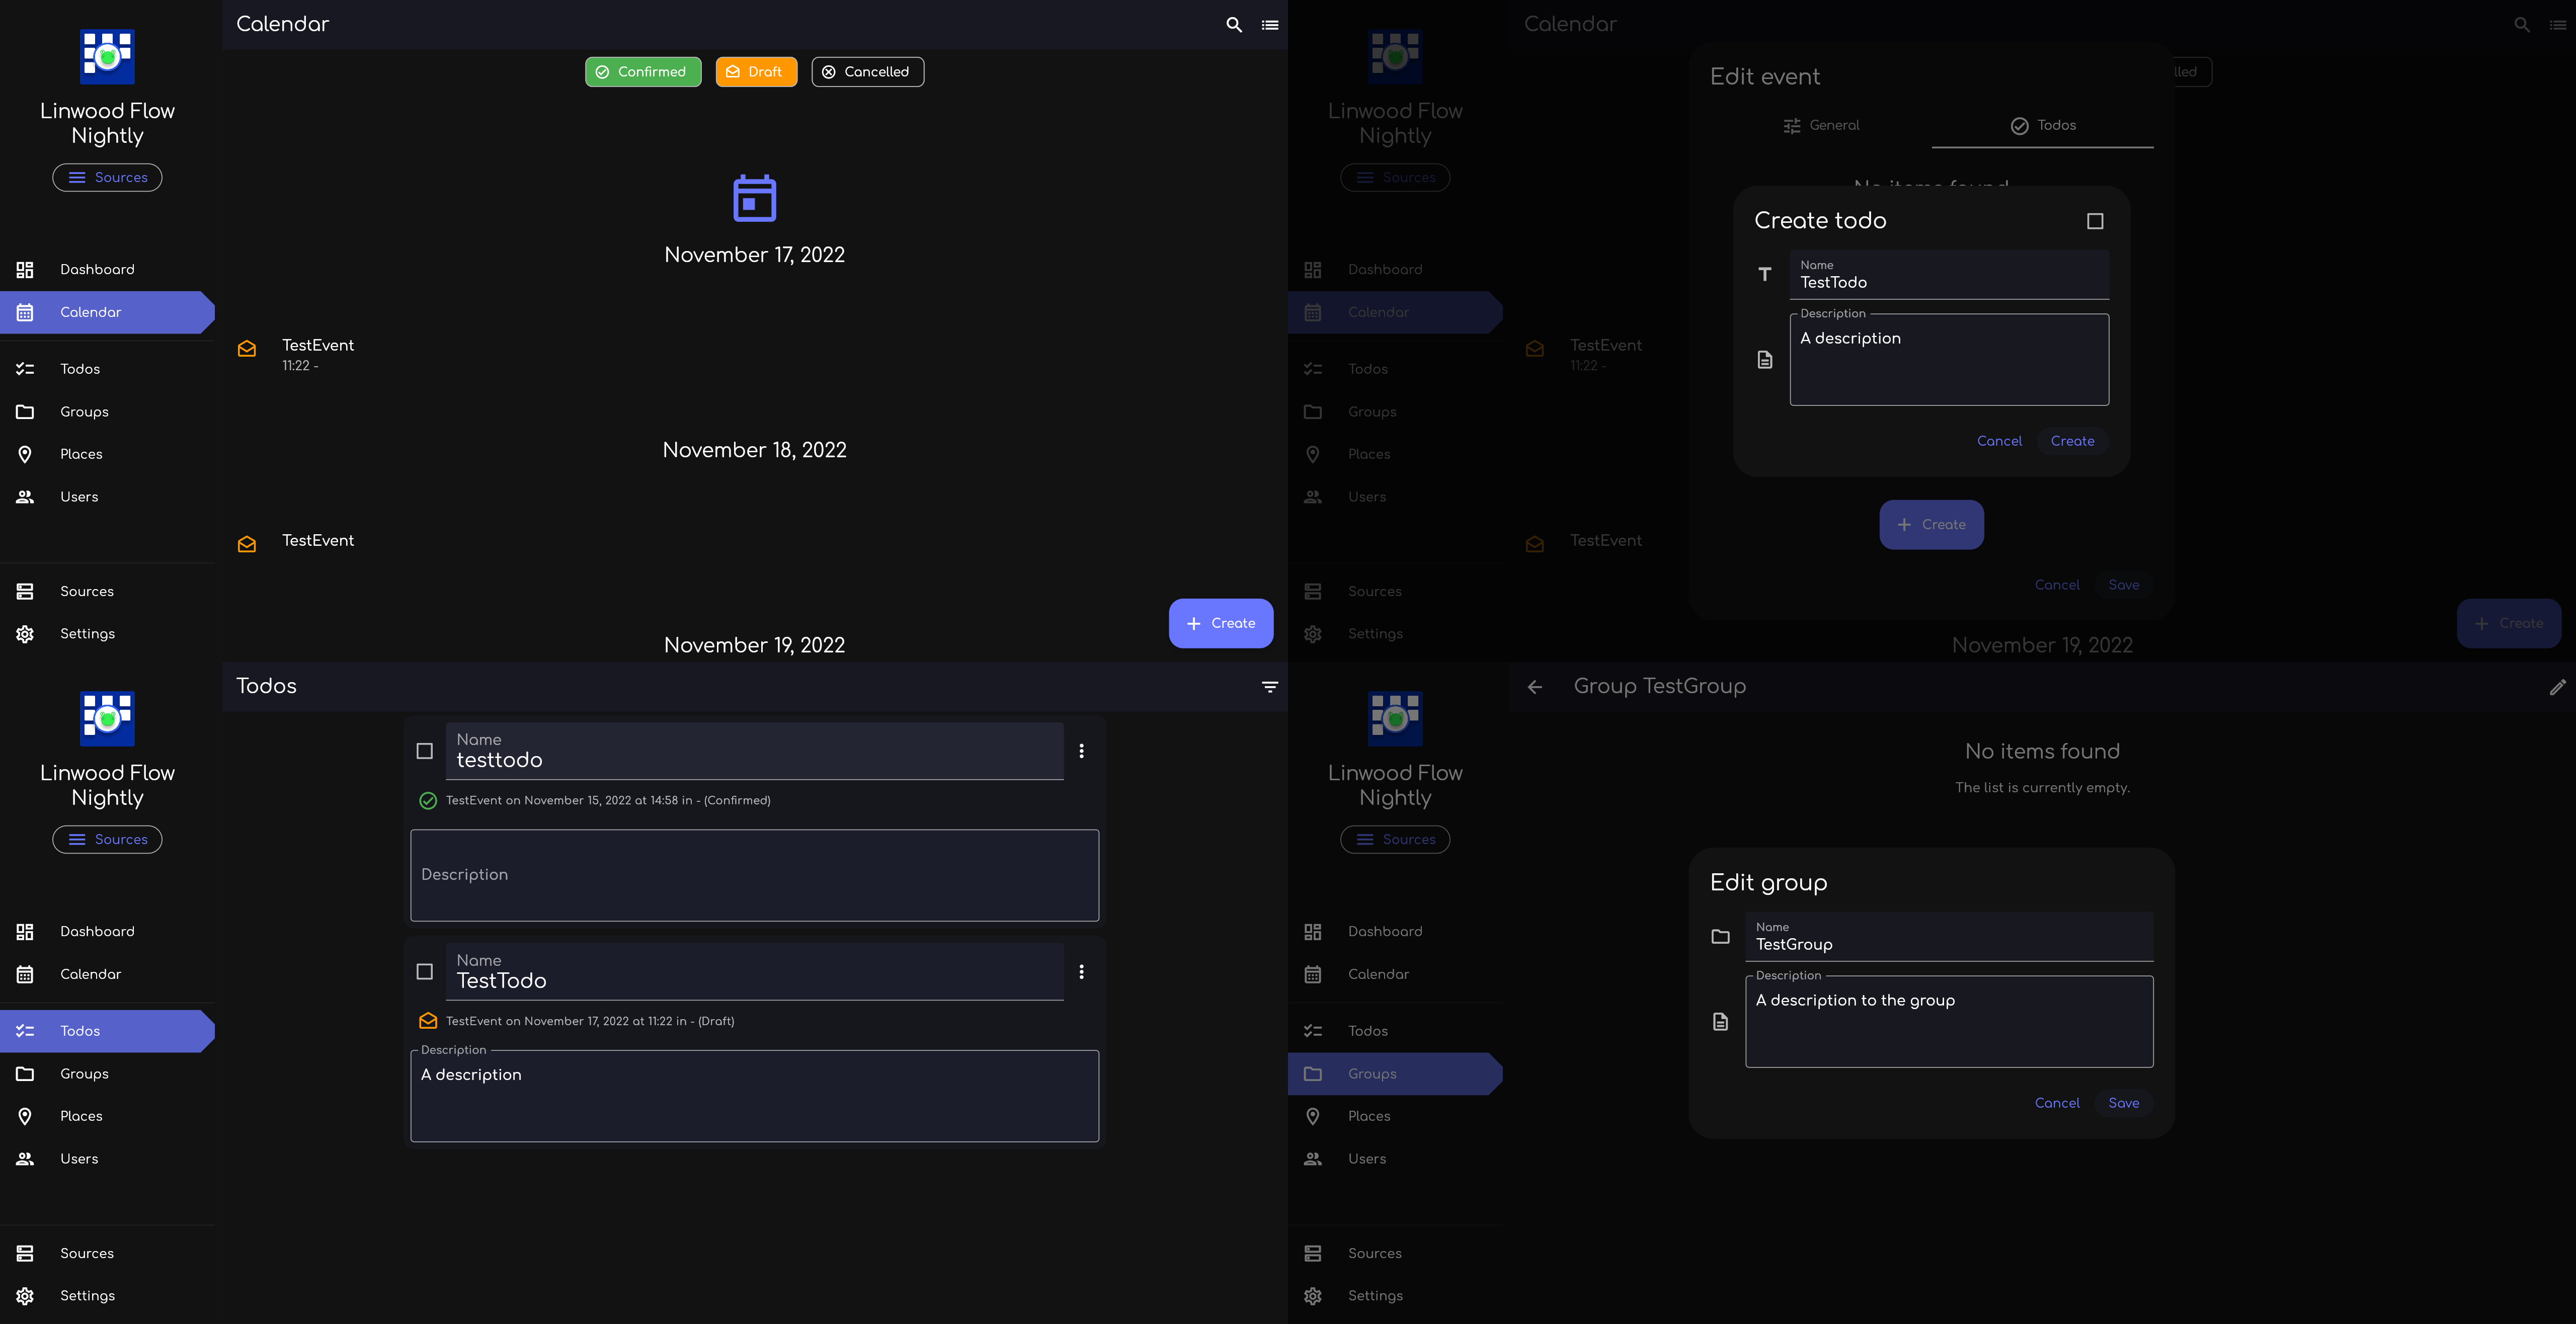 Linwood Flow
Nightly
Sources
Dashboard
Calendar
Todos
Groups
Places
Users
Sources
Settings
Calendar
Confirmed
Draft
Cancelled
November 17, 2022
TestEvent
11:22 -
November 18, 2022
TestEvent
November 19, 2022
Create
Linwood Flow
Nightly
Sources
Dashboard
Calendar
Todos
Groups
Places
Users
Sources
Settings
Calendar
lled
TestEvent
11:22 -
TestEvent
November 19, 2022
Create
Edit event
General
Todos
No items found
Create todo
Name
TestTodo
Description
A description
Cancel
Create
Create
Cancel
Save
Linwood Flow
Nightly
Sources
Dashboard
Calendar
Todos
Groups
Places
Users
Sources
Settings
Todos
Name
testtodo
TestEvent on November 15, 2022 at 14:58 in - (Confirmed)
Description
Name
TestTodo
TestEvent on November 17, 2022 at 11:22 in - (Draft)
Description
A description
Linwood Flow
Nightly
Sources
Dashboard
Calendar
Todos
Groups
Places
Users
Sources
Settings
Group TestGroup
No items found
The list is currently empty.
Edit group
Name
TestGroup
Description
A description to the group
Cancel
Save